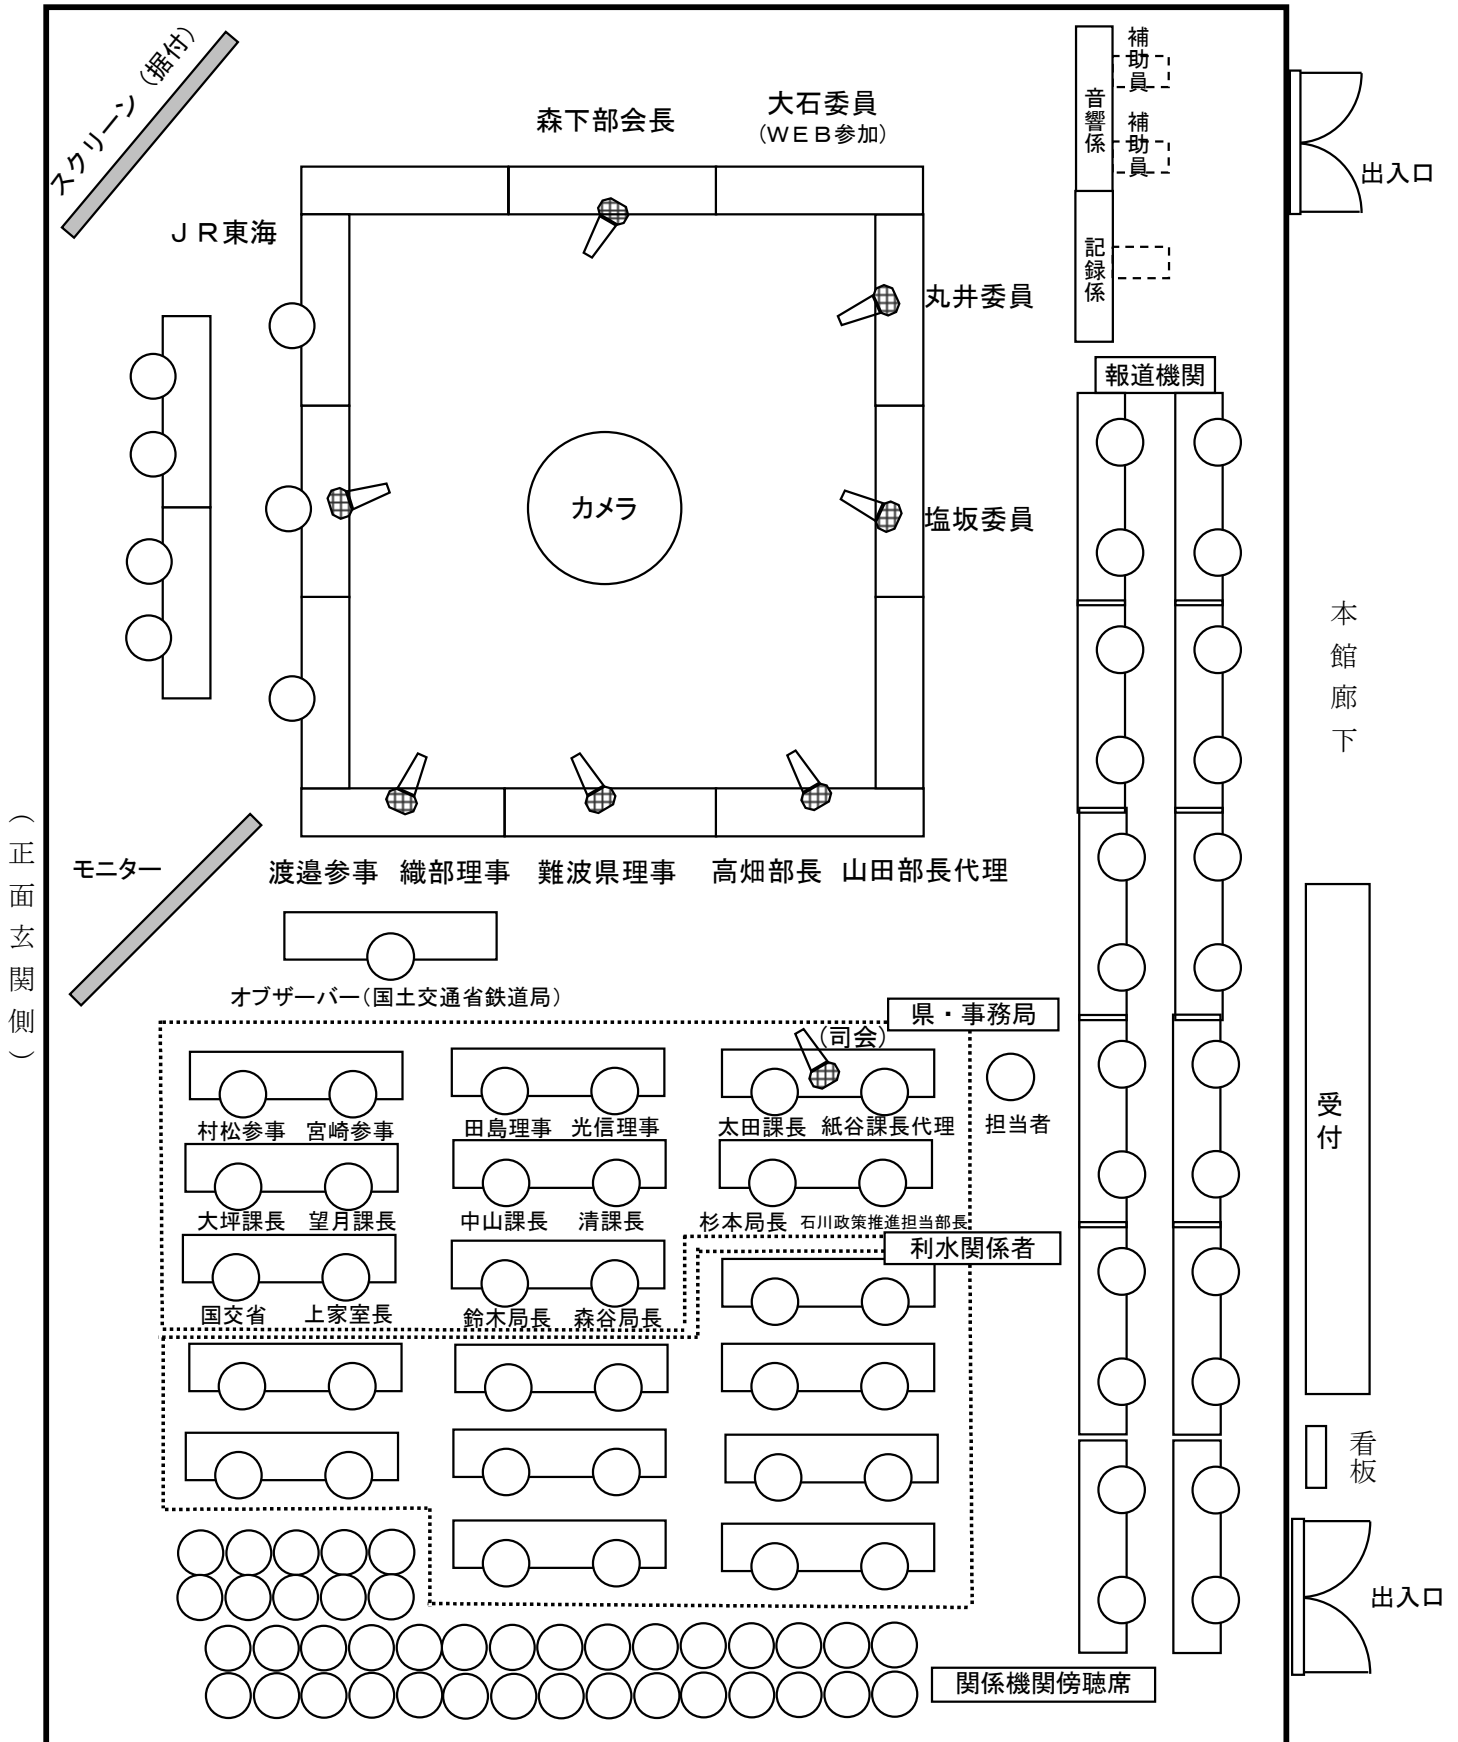 スクリーン（据付）
森下部会長
大石委員
（ＷＥＢ参加）
補助員
音響係
補助員
出入口
ＪＲ東海
記録係
丸井委員
報道機関
カメラ
塩坂委員
本館廊下
（正面玄関側）
モニター
渡邉参事
織部理事
難波県理事
高畑部長
山田部長代理
オブザーバー（国土交通省鉄道局）
県・事務局
（司会）
村松参事
宮崎参事
田島理事
光信理事
太田課長
紙谷課長代理
担当者
受付
大坪課長
望月課長
中山課長
清課長
杉本局長
石川政策推進担当部長
利水関係者
国交省
上家室長
鈴木局長
森谷局長
看板
出入口
関係機関傍聴席